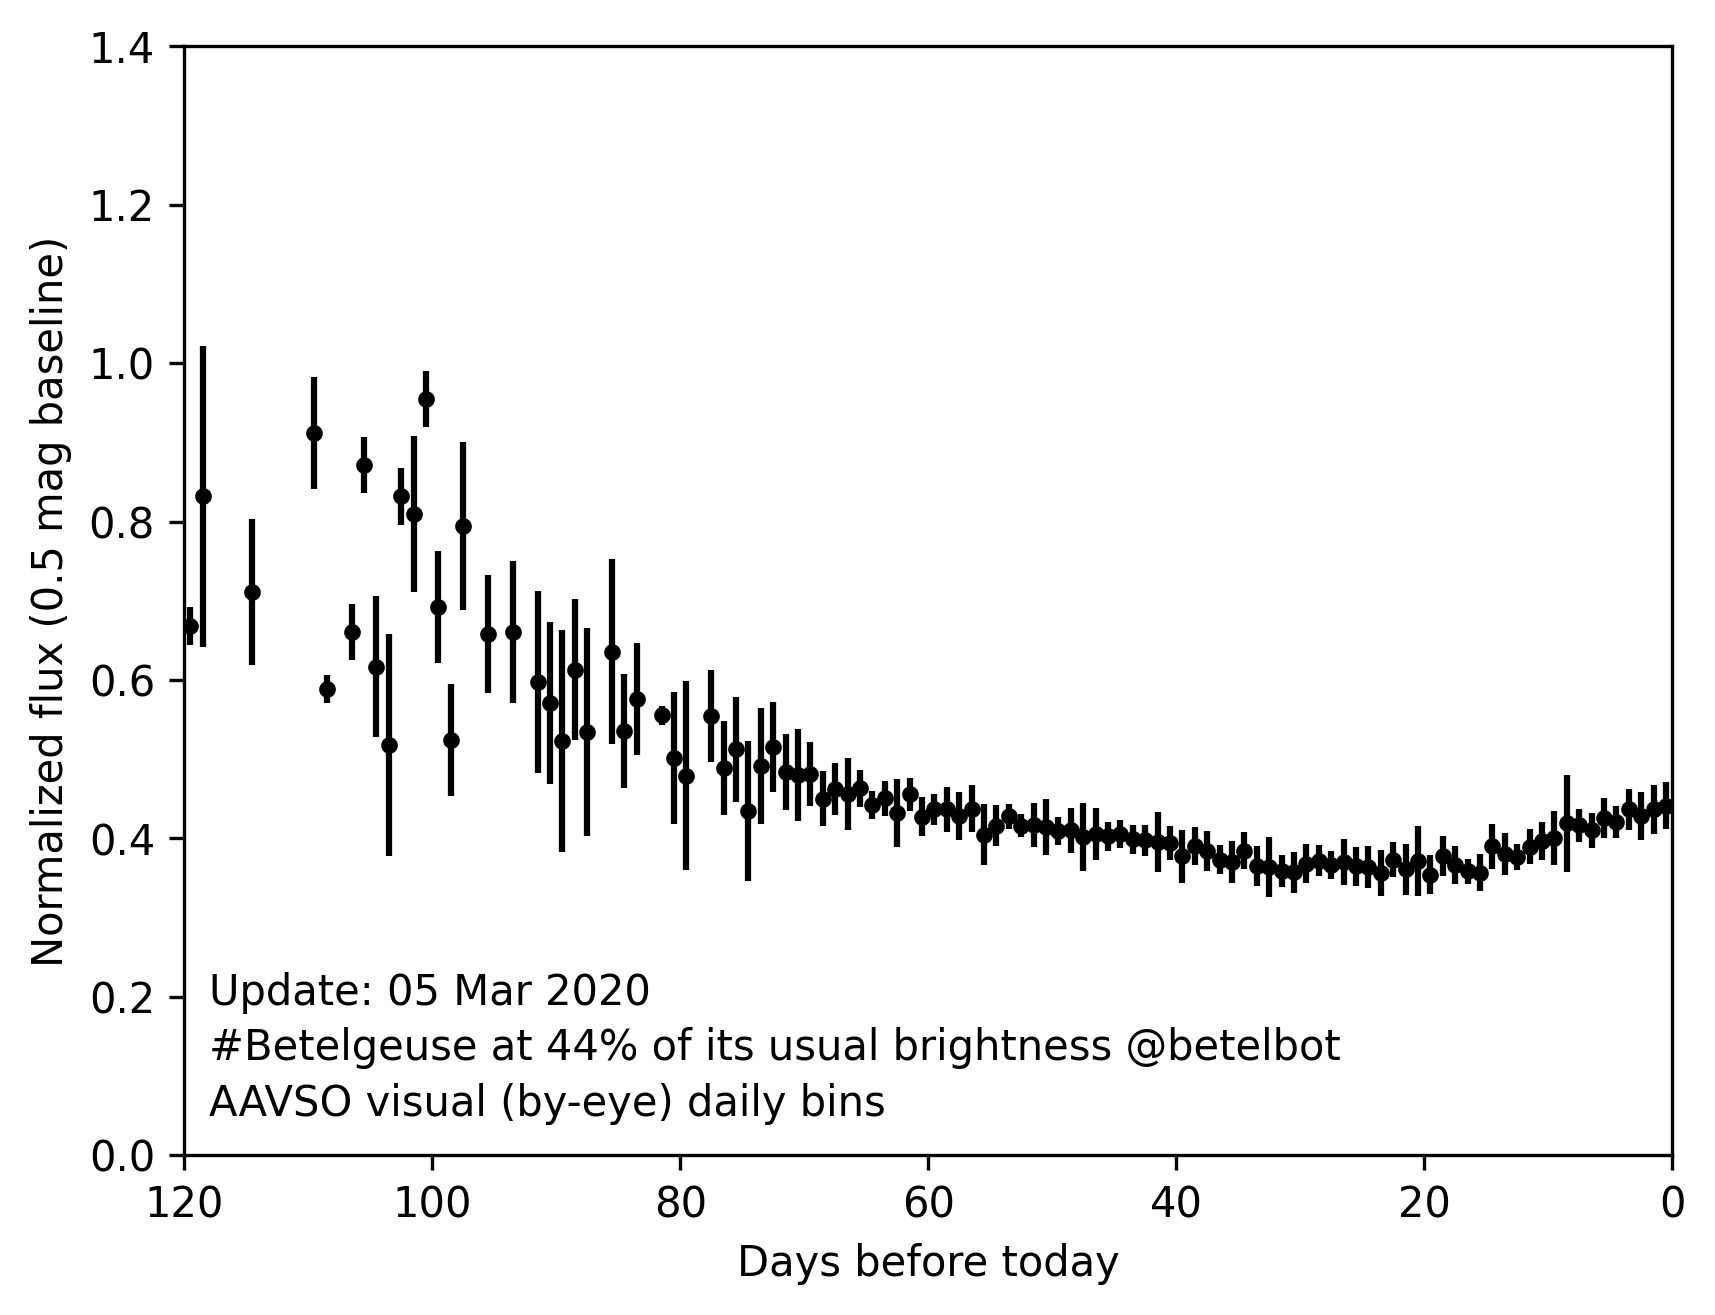 1.4
1.2
1.0
0.8
0.6
0.4
0.2
0.0
Normalized flux (0.5 mag baseline)
Update: 05 Mar 2020
#Betelgeuse at 44% of its usual brightness @betelbot
AAVSO visual (by-eye) daily bins
120 100 80 60 40 20 0
Days before today